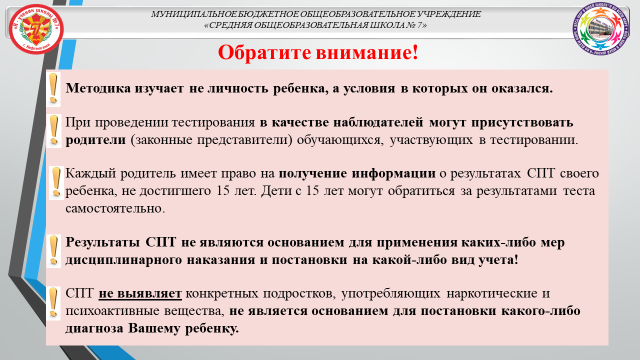 МУНИЦИПАЛЬНОЕ БЮДЖЕТНОЕ ОБЩЕОБРАЗОВАТЕЛЬНОЕ УЧРЕЖДЕНИЕ
«СРЕДНЯЯ ОБЩЕОБРАЗОВАТЕЛЬНАЯ ШКОЛА № 7»
Обратите внимание!
Методика изучает не личность ребенка, а условия в которых он оказался.
При проведении тестирования в качестве наблюдателей могут присутствовать
родители (законные представители) обучающихся, участвующих в тестировании.
Каждый родитель имеет право на получение информации о результатах СПТ своего
ребенка, не достигшего 15 лет. Дети с 15 лет могут обратиться за результатами теста
самостоятельно.
Результаты СПТ не являются основанием для применения каких-либо мер
дисциплинарного наказания и постановки на какой-либо вид учета!
СПТ не выявляет конкретных подростков, употребляющих наркотические и
психоактивные вещества, не является основанием для постановки какого-либо
диагноза Вашему ребенку.